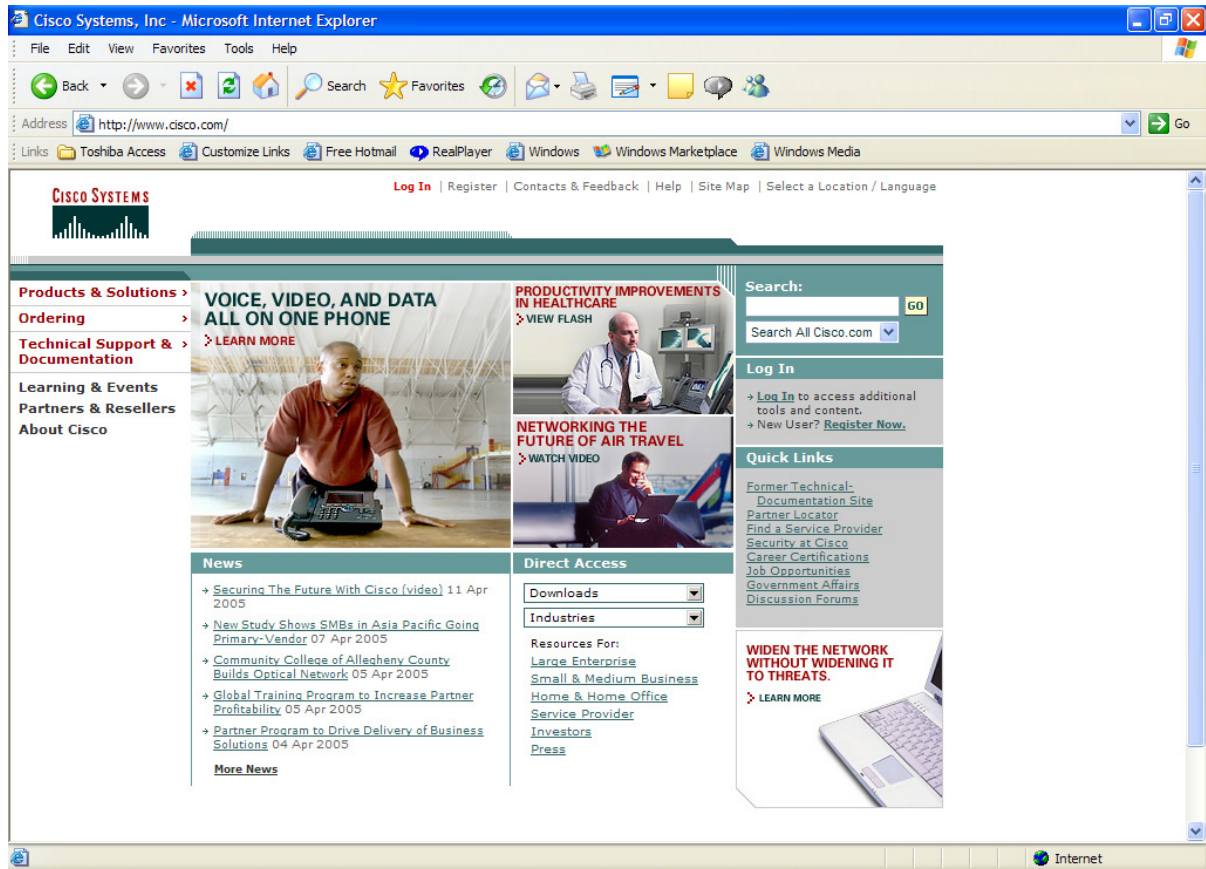 Cisco Systems, Inc - Microsoft Internet Explorer
File Edit View Favorites Tools Help
Back Search Favorites
Address http://www.cisco.com/ Go
Links Toshiba Access Customize Links Free Hotmail RealPlayer Windows Windows Marketplace Windows Media
CISCO SYSTEMS
Log In | Register | Contacts & Feedback | Help | Site Map | Select a Location / Language
Products & Solutions
Ordering
Technical Support &
Documentation
Learning & Events
Partners & Resellers
About Cisco
VOICE, VIDEO, AND DATA
ALL ON ONE PHONE
LEARN MORE
PRODUCTIVITY IMPROVEMENTS
IN HEALTHCARE
VIEW FLASH
NETWORKING THE
FUTURE OF AIR TRAVEL
WATCH VIDEO
Search:
GO
Search All Cisco.com
Log In
Log In to access additional
tools and content.
New User? Register Now.
Quick Links
Former Technical-
Documentation Site
Partner Locator
Find a Service Provider
Security at Cisco
Career Certifications
Job Opportunities
Government Affairs
Discussion Forums
News
Securing The Future With Cisco (video) 11 Apr
2005
New Study Shows SMBs in Asia Pacific Going
Primary-Vendor 07 Apr 2005
Community College of Allegheny County
Builds Optical Network 05 Apr 2005
Global Training Program to Increase Partner
Profitability 05 Apr 2005
Partner Program to Drive Delivery of Business
Solutions 04 Apr 2005
More News
Direct Access
Downloads
Industries
Resources For:
Large Enterprise
Small & Medium Business
Home & Home Office
Service Provider
Investors
Press
WIDEN THE NETWORK
WITHOUT WIDENING IT
TO THREATS.
LEARN MORE
Internet